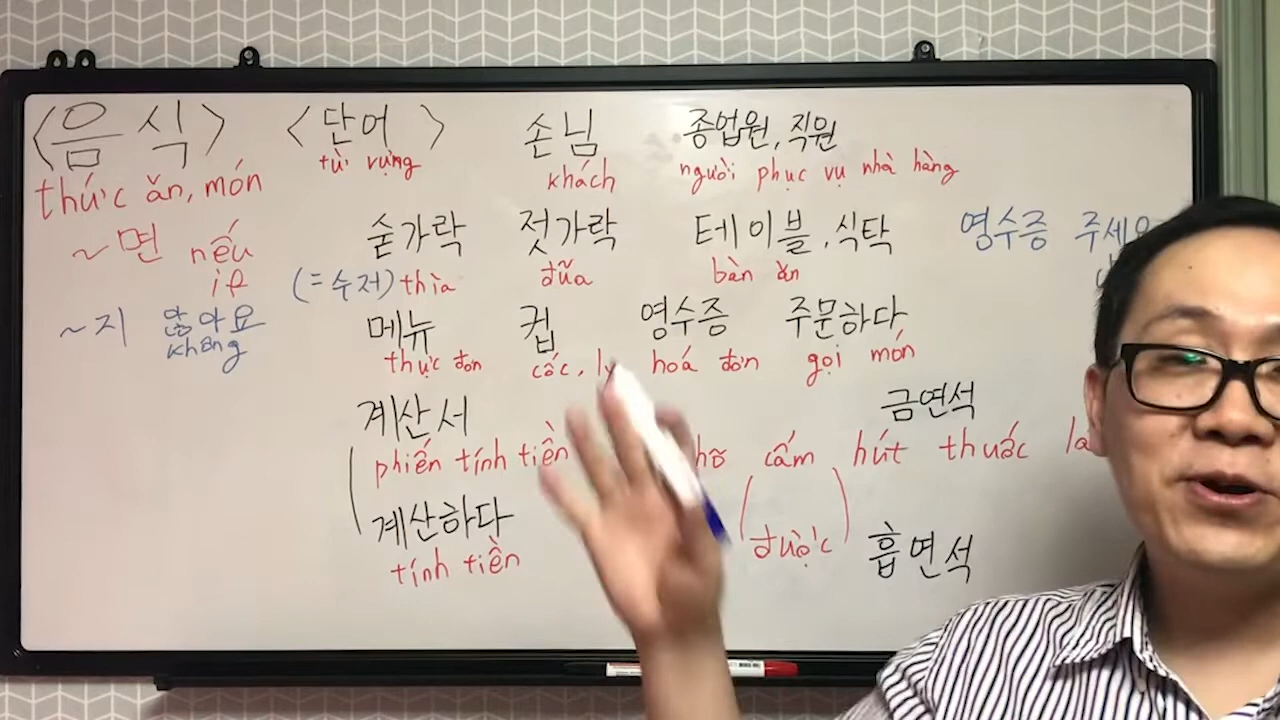 <음식> <단어> 손님 종업원, 직원
thức ăn, món từ vựng khách người phục vụ nhà hàng
~면 nếu 숟가락 젓가락 테이블, 식탁 영수증 주세요
if (=수저) thìa đũa bàn ăn
~지 않아요 메뉴 컵 영수증 주문하다
không thực đơn cốc, ly hoá đơn gọi món
계산서 금연석
phiến tính tiền cấm hút thuốc
계산하다 (được) 흡연석
tính tiền